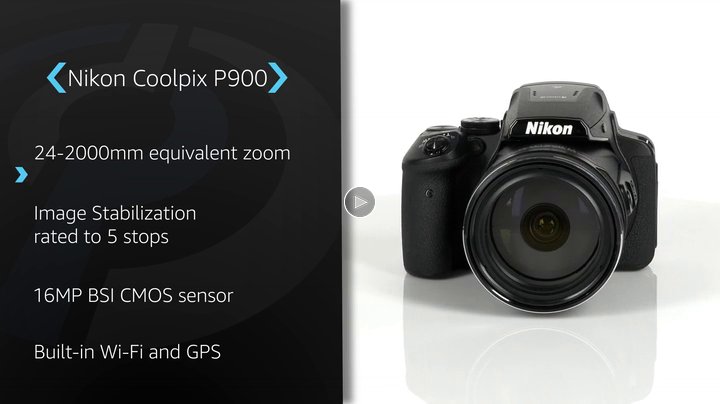 Nikon Coolpix P900
24-2000mm equivalent zoom
Image Stabilization
rated to 5 stops
16MP BSI CMOS sensor
Built-in Wi-Fi and GPS
Nikon